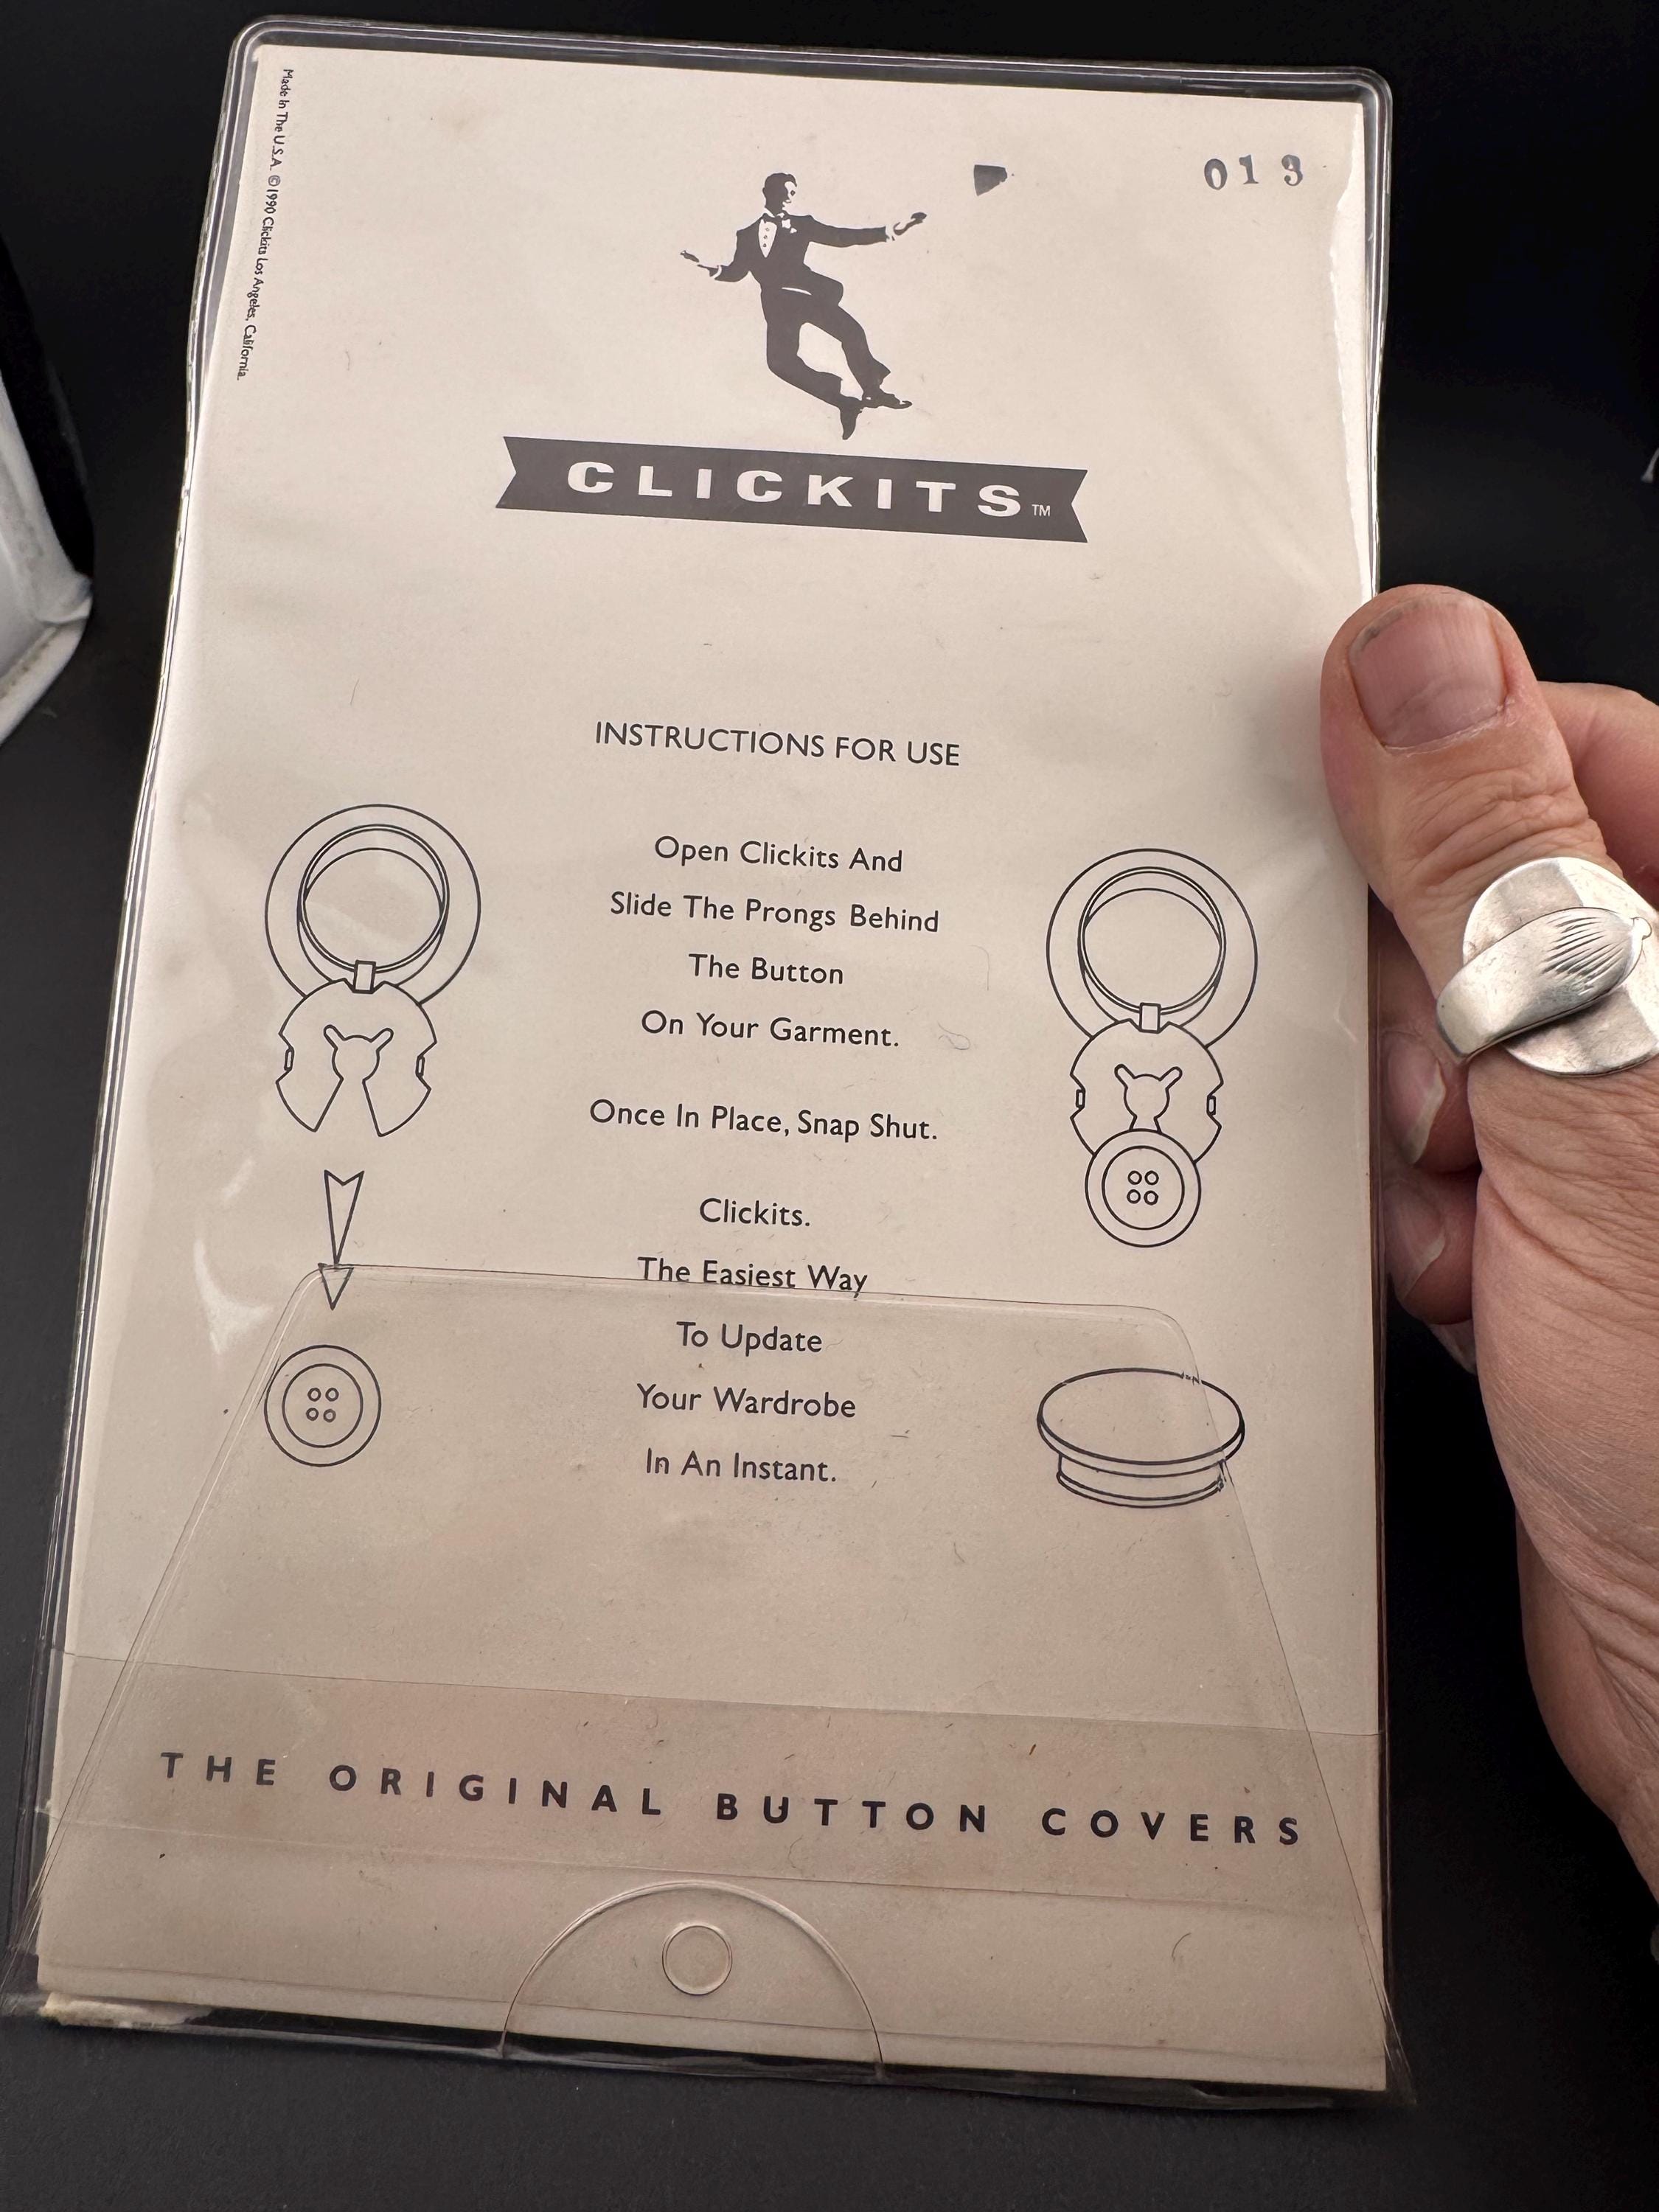 Made In The U.S.A. ©1990 Clickits Los Angeles, California.
013
CLICKITS™
INSTRUCTIONS FOR USE
Open Clickits And
Slide The Prongs Behind
The Button
On Your Garment.
Once In Place, Snap Shut.
Clickits.
The Easiest Way
To Update
Your Wardrobe
In An Instant.
THE ORIGINAL BUTTON COVERS